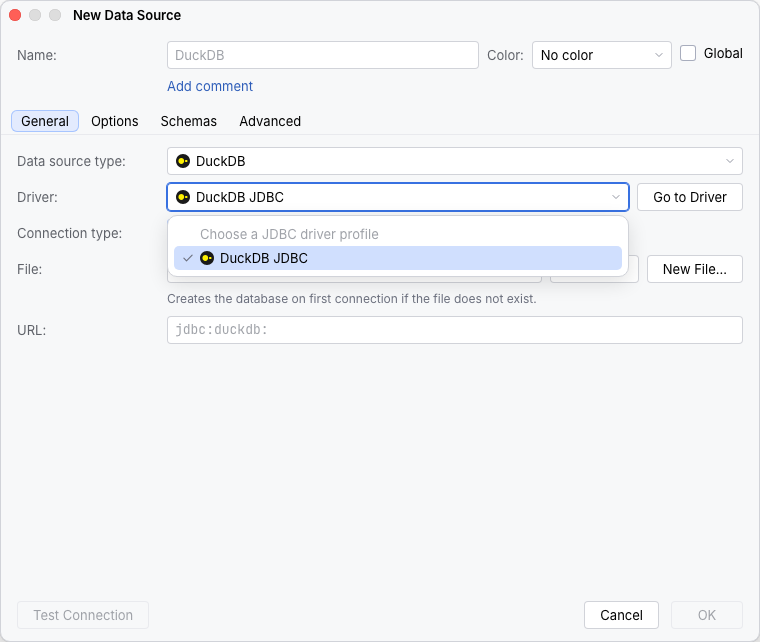 New Data Source
Name: DuckDB Color: No color Global
Add comment
General Options Schemas Advanced
Data source type: DuckDB
Driver: DuckDB JDBC Go to Driver
Choose a JDBC driver profile
Connection type:
DuckDB JDBC
File: New File...
Creates the database on first connection if the file does not exist.
URL: jdbc:duckdb:
Test Connection Cancel OK